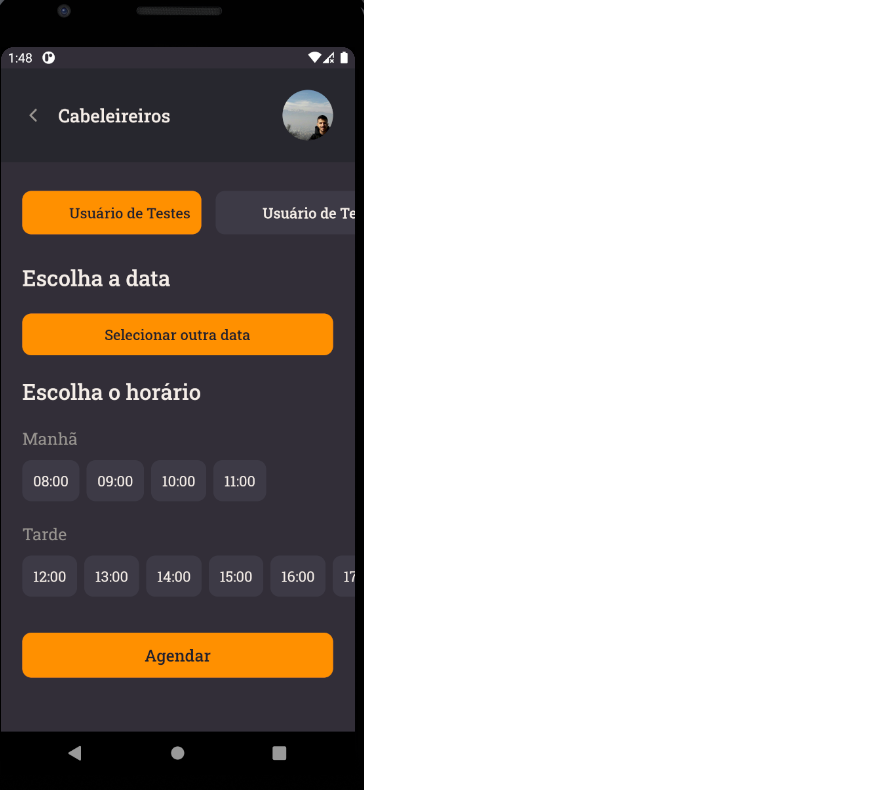 1:48
Cabeleireiros
Usuário de Testes Usuário de Te
Escolha a data
Selecionar outra data
Escolha o horário
Manhã
08:00 09:00 10:00 11:00
Tarde
12:00 13:00 14:00 15:00 16:00 17
Agendar